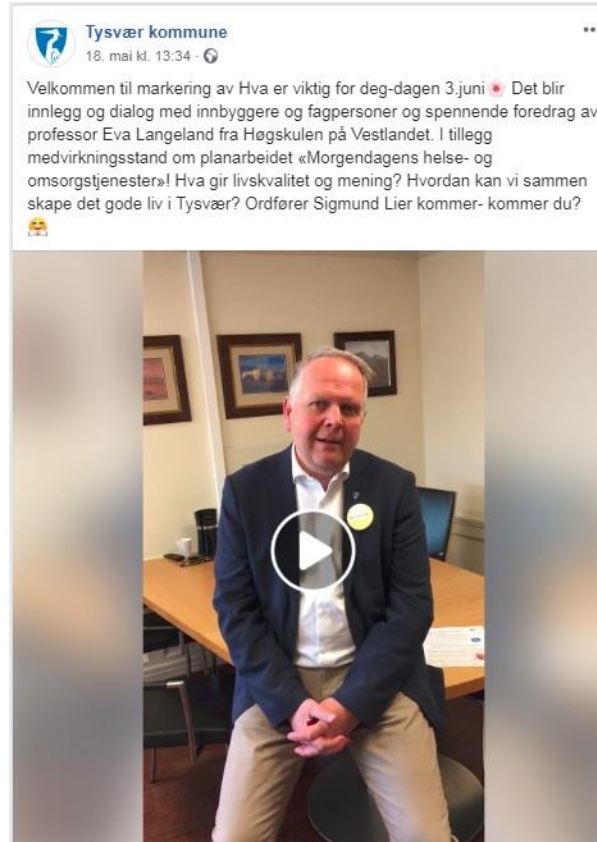 Tysvær kommune
18. mai kl. 13:34 ·
Velkommen til markering av Hva er viktig for deg-dagen 3.juni Det blir
innlegg og dialog med innbyggere og fagpersoner og spennende foredrag av
professor Eva Langeland fra Høgskulen på Vestlandet. I tillegg
medvirkningsstand om planarbeidet «Morgendagens helse- og
omsorgstjenester»! Hva gir livskvalitet og mening? Hvordan kan vi sammen
skape det gode liv i Tysvær? Ordfører Sigmund Lier kommer- kommer du?